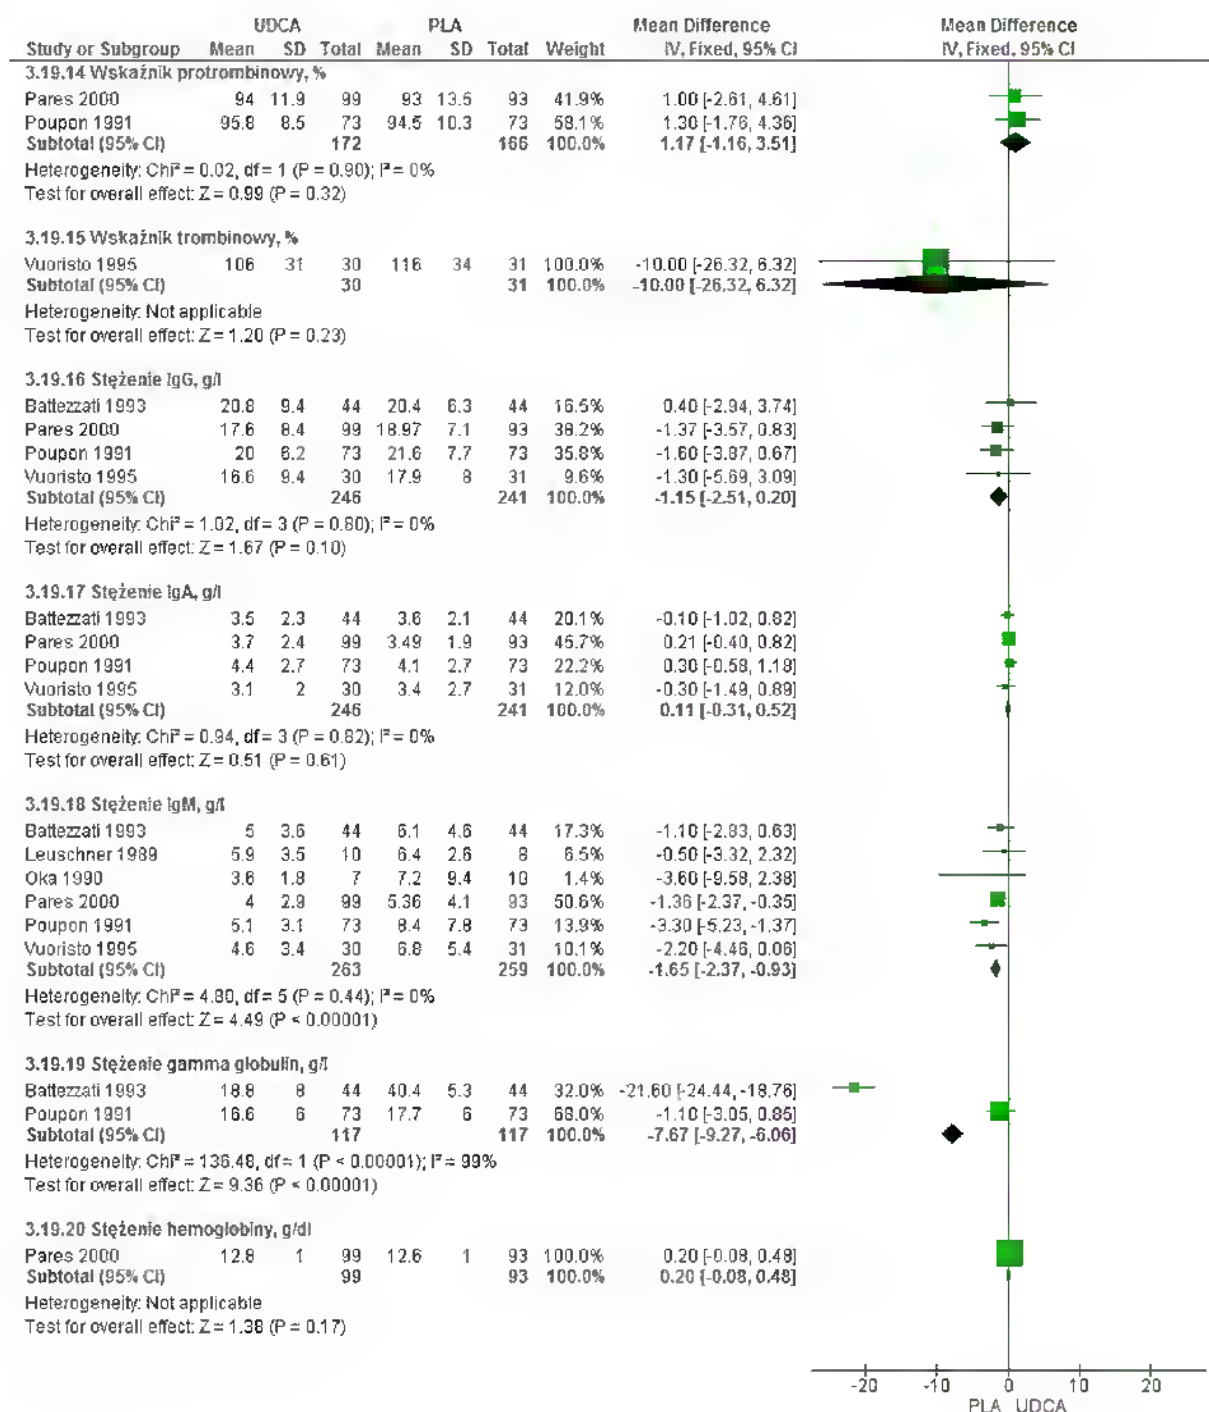 UDCA PLA Mean Difference Mean Difference
Study or Subgroup Mean SD Total Mean SD Total Weight IV, Fixed, 95% CI IV, Fixed, 95% CI
3.19.14 Wskaźnik protrombinowy, %
Pares 2000 94 11.9 99 93 13.5 93 41.9% 1.00 [-2.61, 4.61]
Poupon 1991 95.8 8.5 73 94.5 10.3 73 58.1% 1.30 [-1.76, 4.36]
Subtotal (95% CI) 172 166 100.0% 1.17 [-1.16, 3.51]
Heterogeneity: Chi² = 0.02, df = 1 (P = 0.90); I² = 0%
Test for overall effect: Z = 0.99 (P = 0.32)
3.19.15 Wskaźnik trombinowy, %
Vuoristo 1995 106 31 30 116 34 31 100.0% -10.00 [-26.32, 6.32]
Subtotal (95% CI) 30 31 100.0% -10.00 [-26.32, 6.32]
Heterogeneity: Not applicable
Test for overall effect: Z = 1.20 (P = 0.23)
3.19.16 Stężenie IgG, g/l
Battezzati 1993 20.8 9.4 44 20.4 6.3 44 16.5% 0.40 [-2.94, 3.74]
Pares 2000 17.6 8.4 99 18.97 7.1 93 38.2% -1.37 [-3.57, 0.83]
Poupon 1991 20 6.2 73 21.6 7.7 73 35.8% -1.60 [-3.87, 0.67]
Vuoristo 1995 16.6 9.4 30 17.9 8 31 9.6% -1.30 [-5.69, 3.09]
Subtotal (95% CI) 246 241 100.0% -1.15 [-2.51, 0.20]
Heterogeneity: Chi² = 1.02, df = 3 (P = 0.80); I² = 0%
Test for overall effect: Z = 1.67 (P = 0.10)
3.19.17 Stężenie IgA, g/l
Battezzati 1993 3.5 2.3 44 3.6 2.1 44 20.1% -0.10 [-1.02, 0.82]
Pares 2000 3.7 2.4 99 3.49 1.9 93 45.7% 0.21 [-0.40, 0.82]
Poupon 1991 4.4 2.7 73 4.1 2.7 73 22.2% 0.30 [-0.58, 1.18]
Vuoristo 1995 3.1 2 30 3.4 2.7 31 12.0% -0.30 [-1.49, 0.89]
Subtotal (95% CI) 246 241 100.0% 0.11 [-0.31, 0.52]
Heterogeneity: Chi² = 0.94, df = 3 (P = 0.82); I² = 0%
Test for overall effect: Z = 0.51 (P = 0.61)
3.19.18 Stężenie IgM, g/l
Battezzati 1993 5 3.6 44 6.1 4.6 44 17.3% -1.10 [-2.83, 0.63]
Leuschner 1989 5.9 3.5 10 6.4 2.6 8 6.5% -0.50 [-3.32, 2.32]
Oka 1990 3.6 1.8 7 7.2 9.4 10 1.4% -3.60 [-9.58, 2.38]
Pares 2000 4 2.9 99 5.36 4.1 93 50.6% -1.36 [-2.37, -0.35]
Poupon 1991 5.1 3.1 73 8.4 7.8 73 13.9% -3.30 [-5.23, -1.37]
Vuoristo 1995 4.6 3.4 30 6.8 5.4 31 10.1% -2.20 [-4.46, 0.06]
Subtotal (95% CI) 263 259 100.0% -1.65 [-2.37, -0.93]
Heterogeneity: Chi² = 4.80, df = 5 (P = 0.44); I² = 0%
Test for overall effect: Z = 4.49 (P < 0.00001)
3.19.19 Stężenie gamma globulin, g/l
Battezzati 1993 18.8 8 44 40.4 5.3 44 32.0% -21.60 [-24.44, -18.76]
Poupon 1991 16.6 6 73 17.7 6 73 68.0% -1.10 [-3.05, 0.85]
Subtotal (95% CI) 117 117 100.0% -7.67 [-9.27, -6.06]
Heterogeneity: Chi² = 136.48, df = 1 (P < 0.00001); I² = 99%
Test for overall effect: Z = 9.36 (P < 0.00001)
3.19.20 Stężenie hemoglobiny, g/dl
Pares 2000 12.8 1 99 12.6 1 93 100.0% 0.20 [-0.08, 0.48]
Subtotal (95% CI) 99 93 100.0% 0.20 [-0.08, 0.48]
Heterogeneity: Not applicable
Test for overall effect: Z = 1.38 (P = 0.17)
-20 -10 0 10 20
PLA UDCA